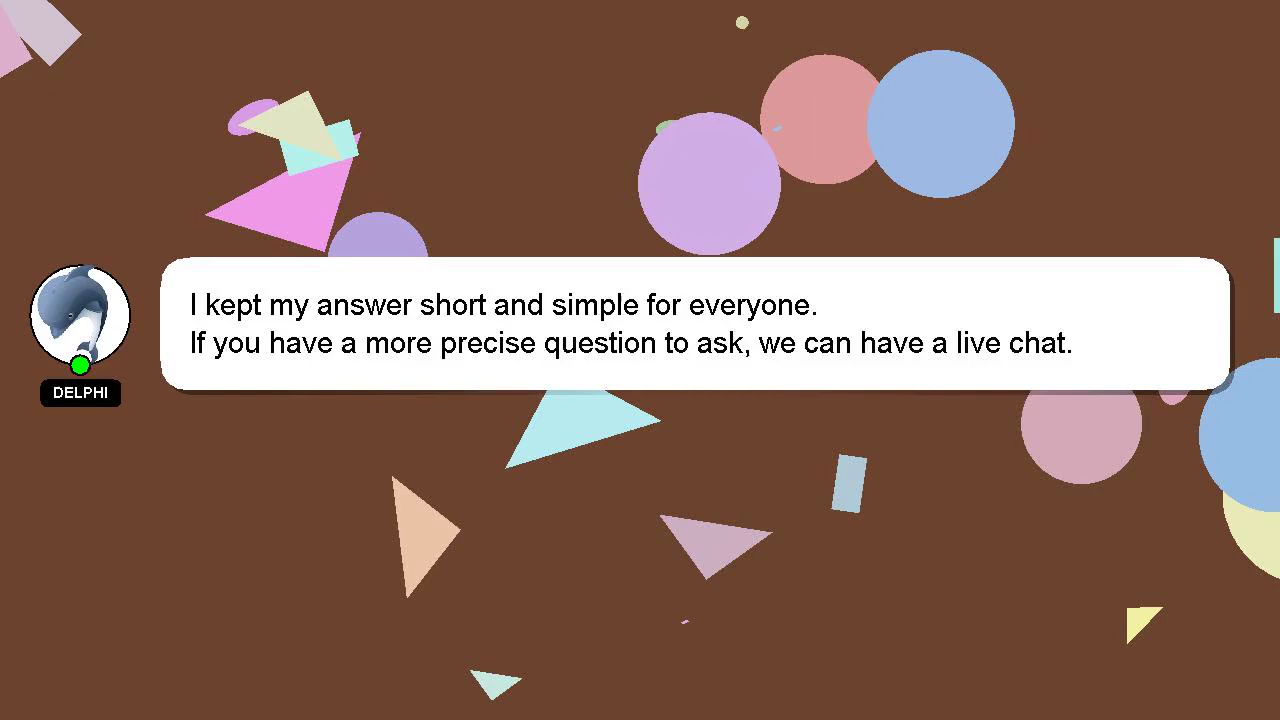 I kept my answer short and simple for everyone.
If you have a more precise question to ask, we can have a live chat.
DELPHI